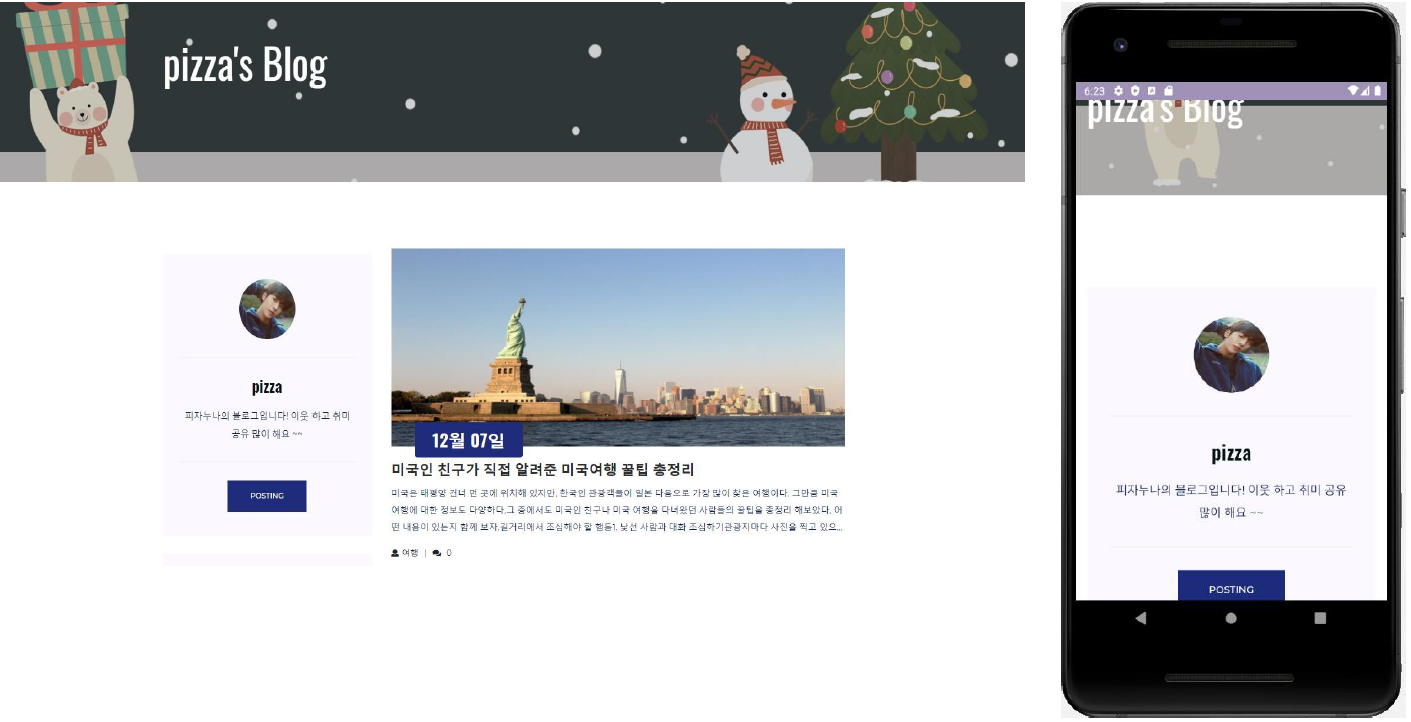 pizza's Blog
pizza
피자누나의 블로그입니다! 이웃 하고 취미
공유 많이 해요 ~~
POSTING
12월 07일
미국인 친구가 직접 알려준 미국여행 꿀팁 총정리
미국은 태평양 건너 먼 곳에 위치해 있지만, 한국인 관광객들이 일본 다음으로 가장 많이 찾은 여행이다. 그만큼 미국
여행에 대한 정보도 다양하다.그 중에서도 미국인 친구나 미국 여행을 다녀왔던 사람들의 꿀팁을 총정리 해보았다. 어
떤 내용이 있는지 함께 보자.길거리에서 조심해야 할 행동1. 낯선 사람과 대화 조심하기관광지마다 사진을 찍고 있으...
여행 | 0
6:23
pizza's Blog
pizza
피자누나의 블로그입니다! 이웃 하고 취미 공유
많이 해요 ~~
POSTING